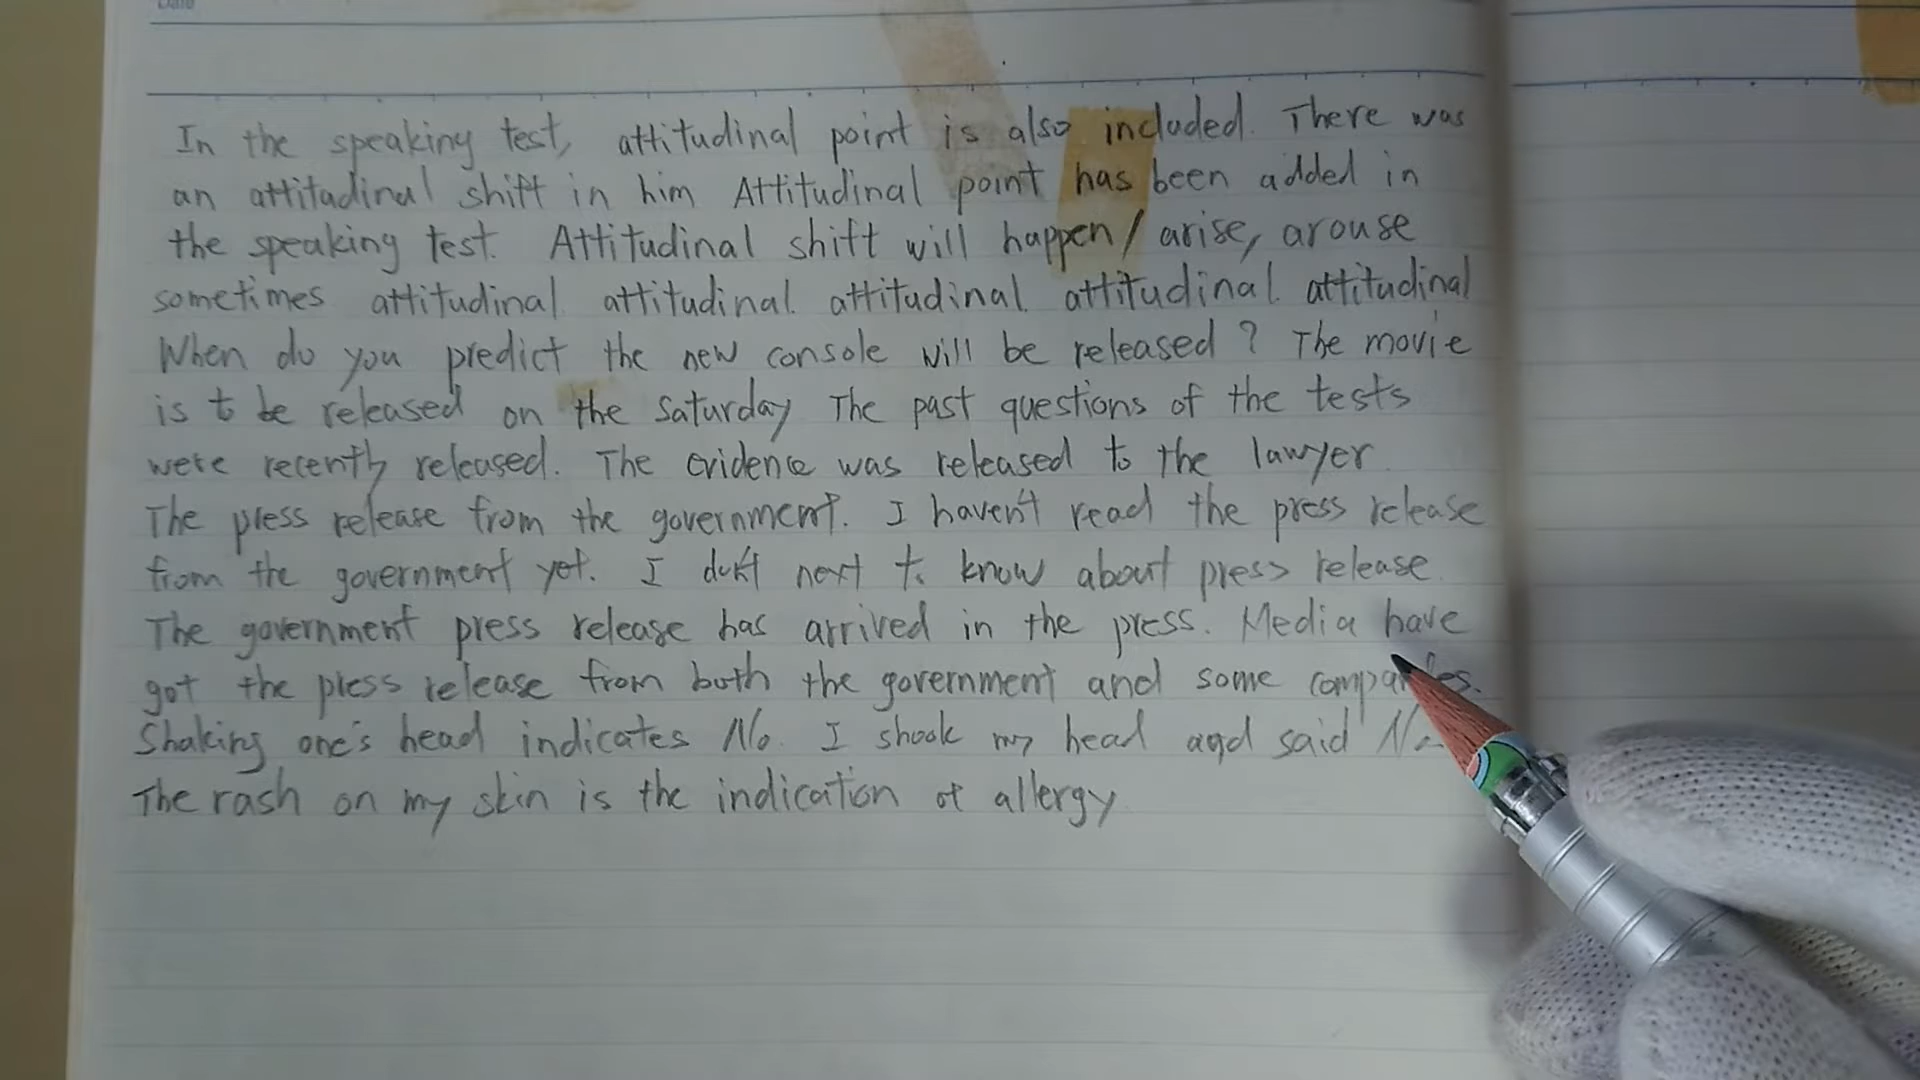 Date
In the speaking test, attitudinal point is also included. There was
an attitadinal shift in him Attitudinal point has been added in
the speaking test. Attitudinal shift will happen/ arise, arouse
sometimes attitudinal attitudinal. attitudinal. attitudinal. attitudinal
When do you predict the new console will be released? The movie
is to be released on the Saturday The past questions of the tests
were recently released. The evidence was released to the lawyer.
The press release from the government. I haven't read the press release
from the government yet. I to know about press release.
The government press release has arrived in the press. Media have
got the press release from both the government and some
Shaking one's head indicates No. I shook my head and said
The rash on my skin is the indication of allergy